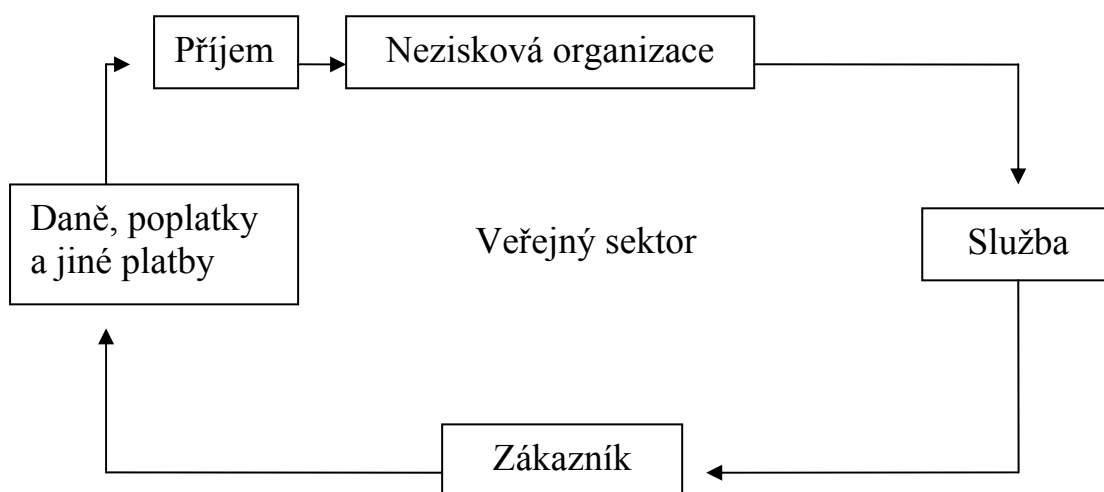 Příjem
Nezisková organizace
Daně, poplatky
a jiné platby
Veřejný sektor
Služba
Zákazník